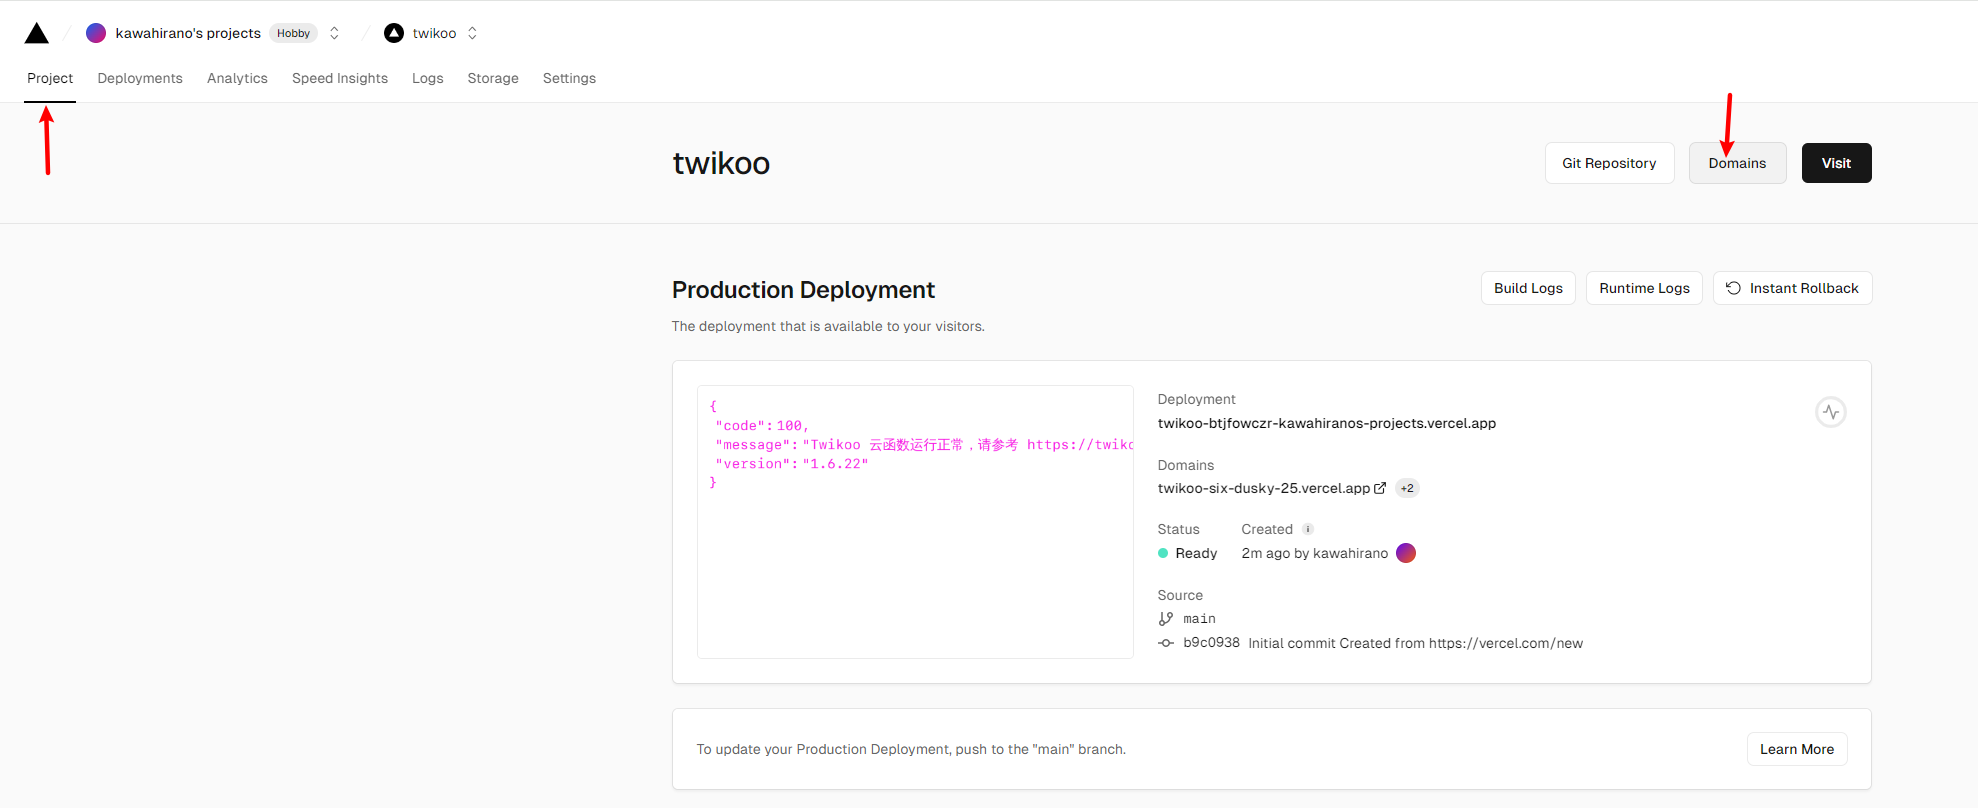 kawahirano's projects Hobby twikoo
Project Deployments Analytics Speed Insights Logs Storage Settings
twikoo
Git Repository Domains Visit
Production Deployment
Build Logs Runtime Logs Instant Rollback
The deployment that is available to your visitors.
{
"code": 100,
"message": "Twikoo 云函数运行正常，请参考 https://twiko
"version": "1.6.22"
}
Deployment
twikoo-btjfowczr-kawahiranos-projects.vercel.app
Domains
twikoo-six-dusky-25.vercel.app +2
Status Created i
Ready 2m ago by kawahirano
Source
main
b9c0938 Initial commit Created from https://vercel.com/new
To update your Production Deployment, push to the "main" branch.
Learn More